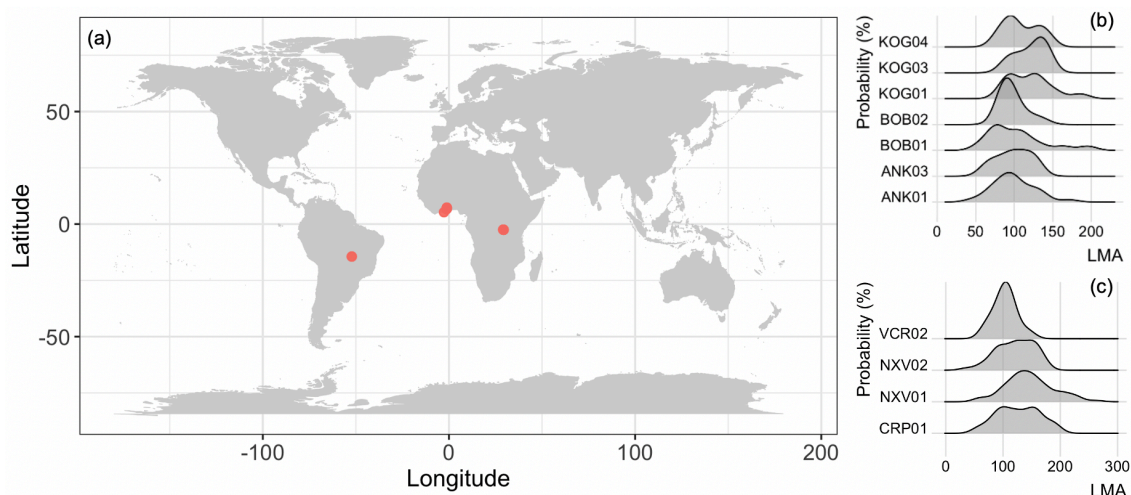 (a)
50
0
-50
Latitude
-100
0
100
200
Longitude
(b)
Probability (%)
KOG04
KOG03
KOG01
BOB02
BOB01
ANK03
ANK01
0 50 100 150 200
LMA
(c)
Probability (%)
VCR02
NXV02
NXV01
CRP01
0 100 200 300
LMA